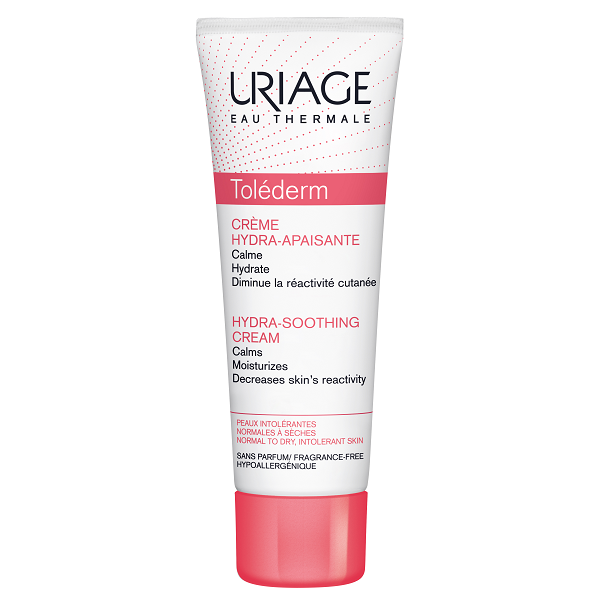 URIAGE
EAU THERMALE
Toléderm
CRÈME
HYDRA-APAISANTE
Calme
Hydrate
Diminue la réactivité cutanée
HYDRA-SOOTHING
CREAM
Calms
Moisturizes
Decreases skin's reactivity
PEAUX INTOLÉRANTES
NORMALES À SÈCHES
NORMAL TO DRY, INTOLERANT SKIN
SANS PARFUM/ FRAGRANCE-FREE
HYPOALLERGÉNIQUE